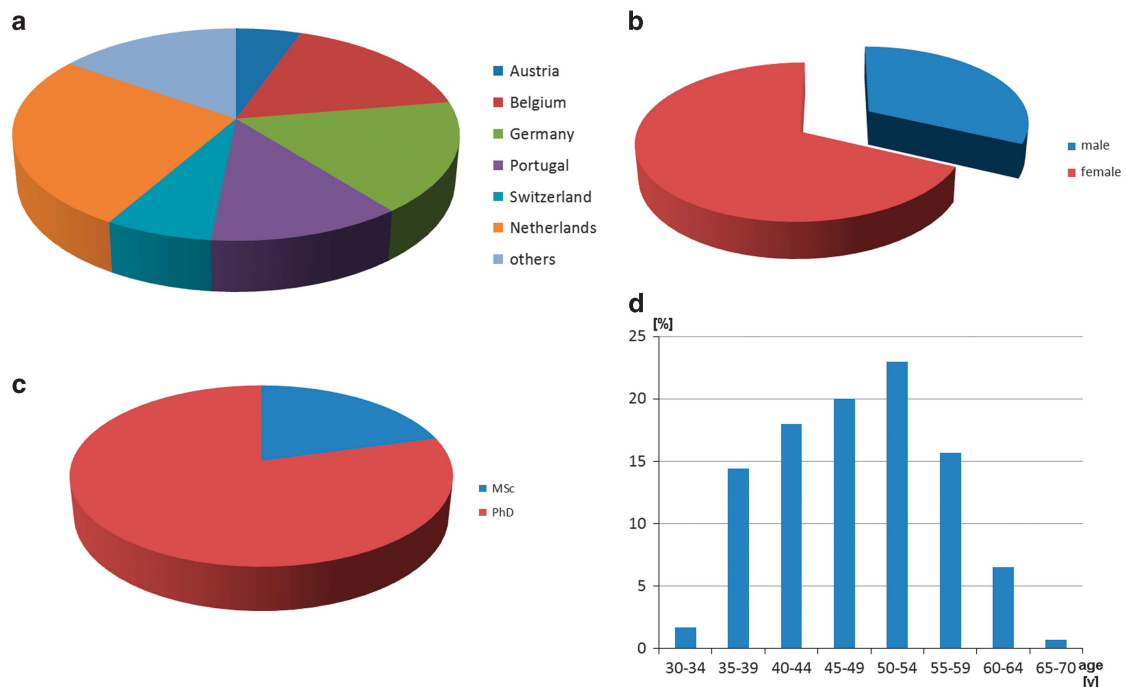 a
Austria
Belgium
Germany
Portugal
Switzerland
Netherlands
others
b
male
female
c
MSc
PhD
d
[%]
25
20
15
10
5
0
30-34 35-39 40-44 45-49 50-54 55-59 60-64 65-70 age
[y]